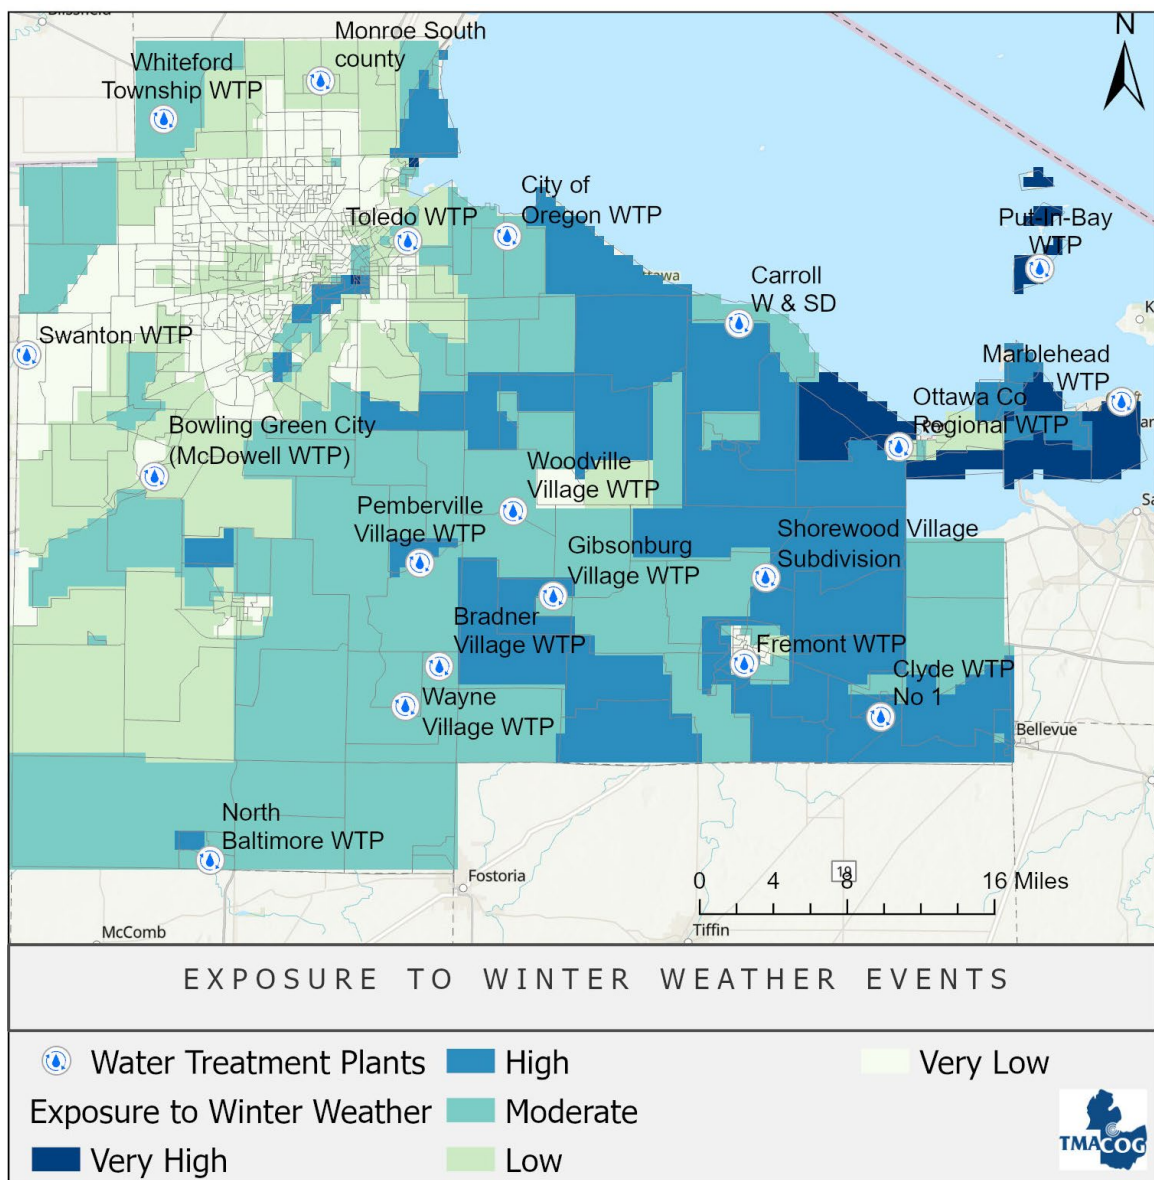 N
Monroe South
county
Whiteford
Township WTP
City of
Oregon WTP
Toledo WTP
Put-In-Bay
WTP
Carroll
W & SD
Swanton WTP
Marblehead
WTP
Ottawa Co
Regional WTP
Bowling Green City
(McDowell WTP)
Woodville
Village WTP
Pemberville
Village WTP
Shorewood Village
Subdivision
Gibsonburg
Village WTP
Bradner
Village WTP
Fremont WTP
Clyde WTP
No 1
Wayne
Village WTP
Bellevue
North
Baltimore WTP
Fostoria
19
0 4 8 16 Miles
McComb
Tiffin
EXPOSURE TO WINTER WEATHER EVENTS
Water Treatment Plants
High
Very Low
Exposure to Winter Weather
Moderate
Very High
Low
TMACOG